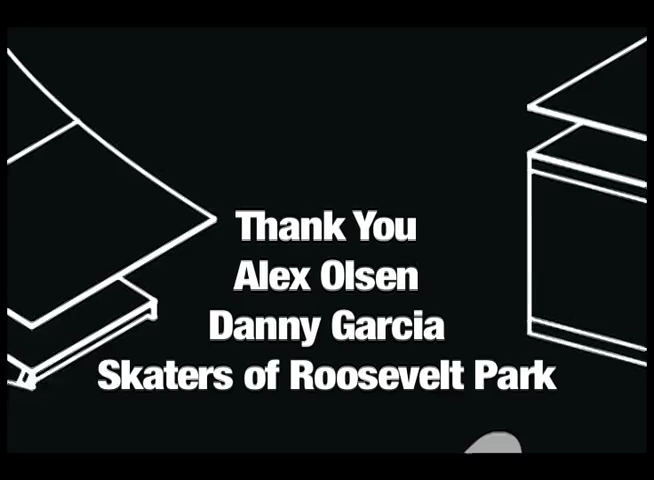 Thank You
Alex Olsen
Danny Garcia
Skaters of Roosevelt Park